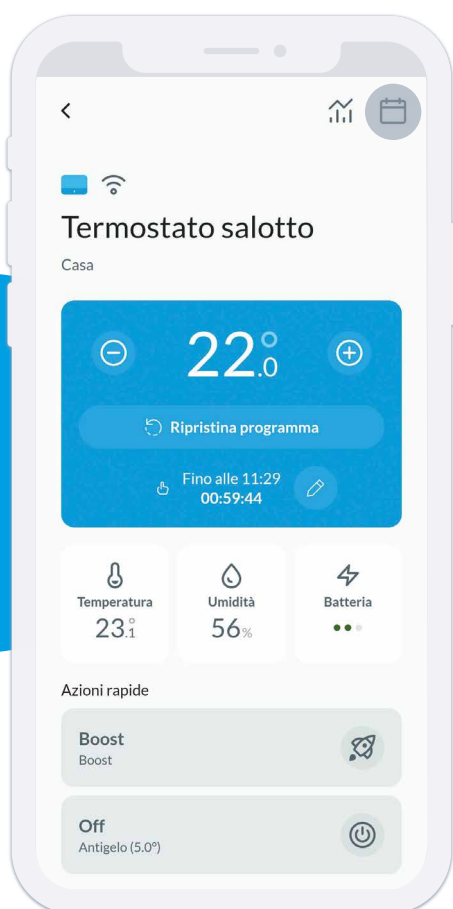 Termostato salotto
Casa
22.0°
Ripristina programma
Fino alle 11:29
00:59:44
Temperatura
23.1°
Umidità
56%
Batteria
Azioni rapide
Boost
Boost
Off
Antigelo (5.0°)